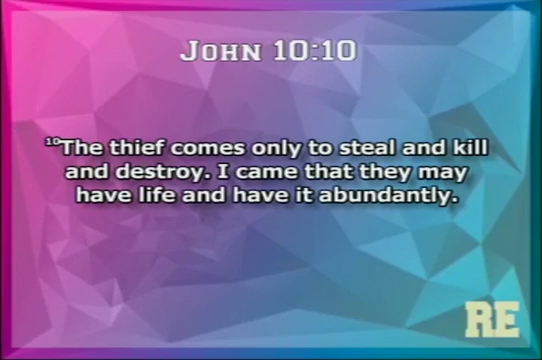 John 10:10
10The thief comes only to steal and kill
and destroy. I came that they may
have life and have it abundantly.
RE